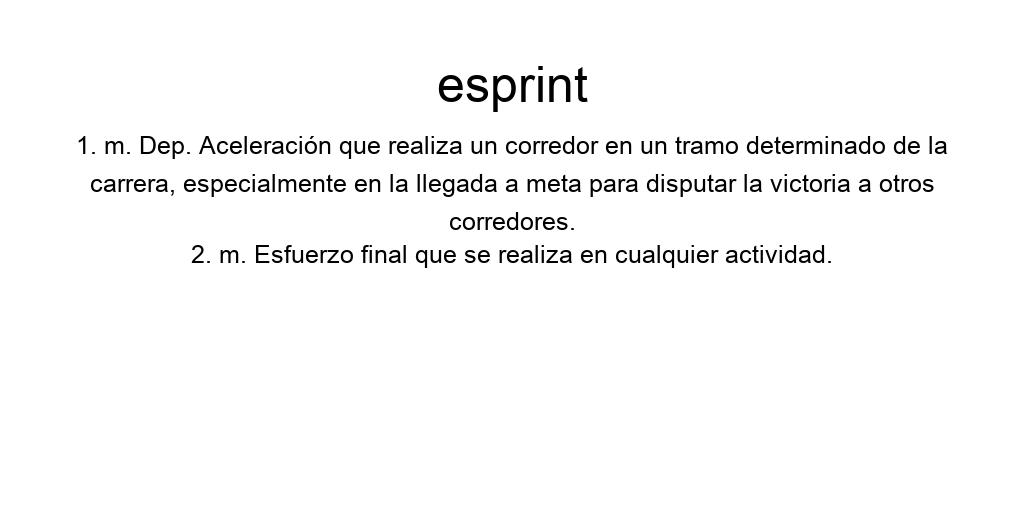 esprint
1. m. Dep. Aceleración que realiza un corredor en un tramo determinado de la
carrera, especialmente en la llegada a meta para disputar la victoria a otros
corredores.
2. m. Esfuerzo final que se realiza en cualquier actividad.